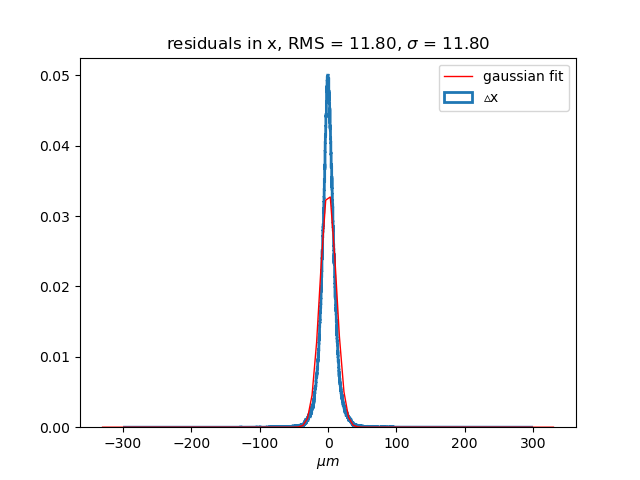 residuals in x, RMS = 11.80, σ = 11.80
gaussian fit
△x
0.05
0.04
0.03
0.02
0.01
0.00
−300 −200 −100 0 100 200 300
μm